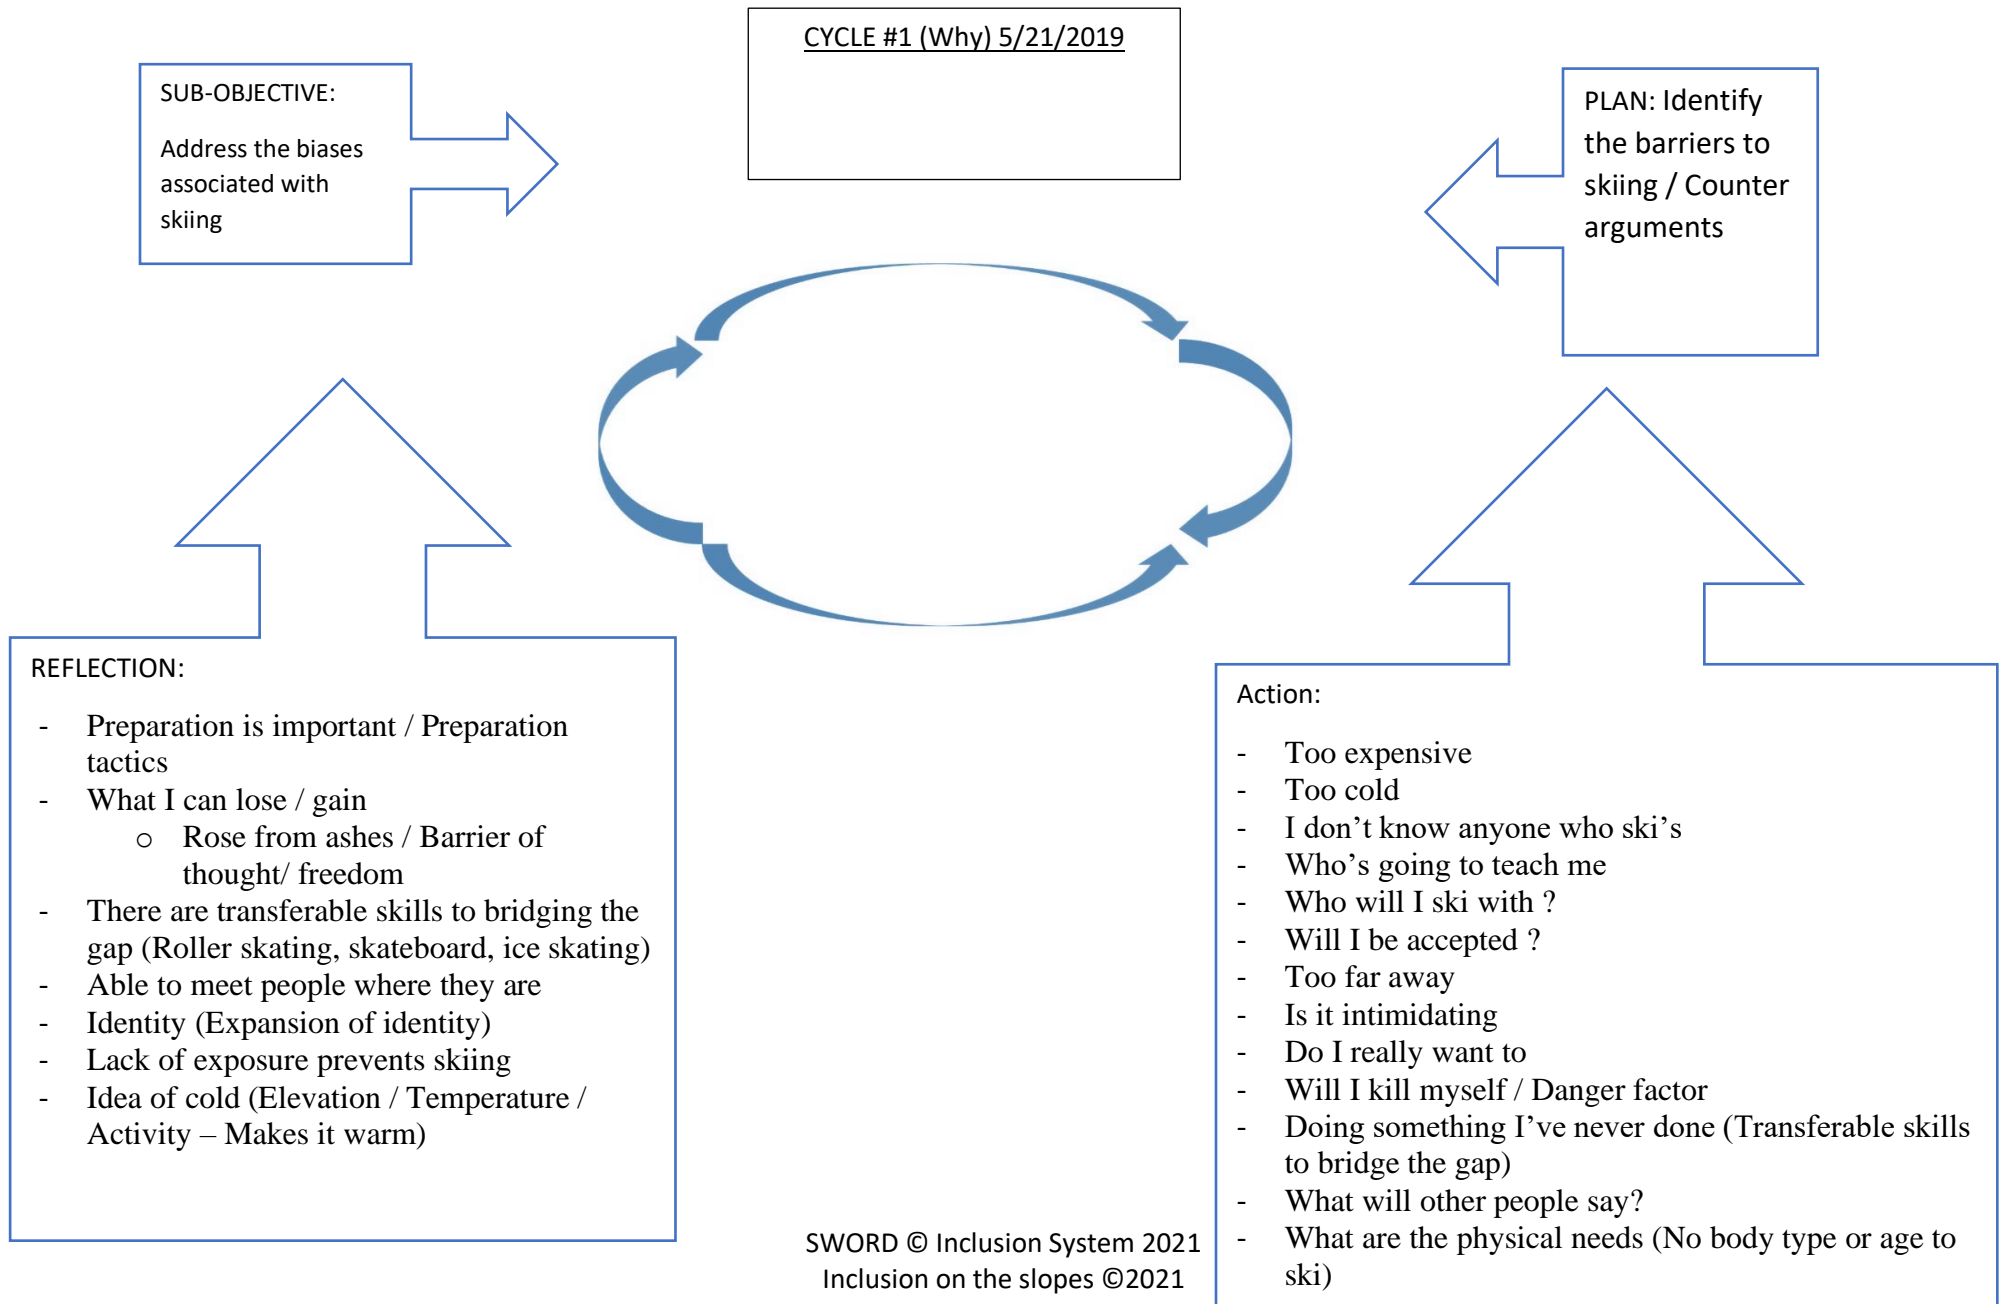 CYCLE #1 (Why) 5/21/2019
SUB-OBJECTIVE:
Address the biases
associated with
skiing
PLAN: Identify
the barriers to
skiing / Counter
arguments
REFLECTION:
- Preparation is important / Preparation
tactics
- What I can lose / gain
o Rose from ashes / Barrier of
thought/ freedom
- There are transferable skills to bridging the
gap (Roller skating, skateboard, ice skating)
- Able to meet people where they are
- Identity (Expansion of identity)
- Lack of exposure prevents skiing
- Idea of cold (Elevation / Temperature /
Activity – Makes it warm)
Action:
- Too expensive
- Too cold
- I don’t know anyone who ski’s
- Who’s going to teach me
- Who will I ski with ?
- Will I be accepted ?
- Too far away
- Is it intimidating
- Do I really want to
- Will I kill myself / Danger factor
- Doing something I’ve never done (Transferable skills
to bridge the gap)
- What will other people say?
- What are the physical needs (No body type or age to
ski)
SWORD © Inclusion System 2021
Inclusion on the slopes ©2021